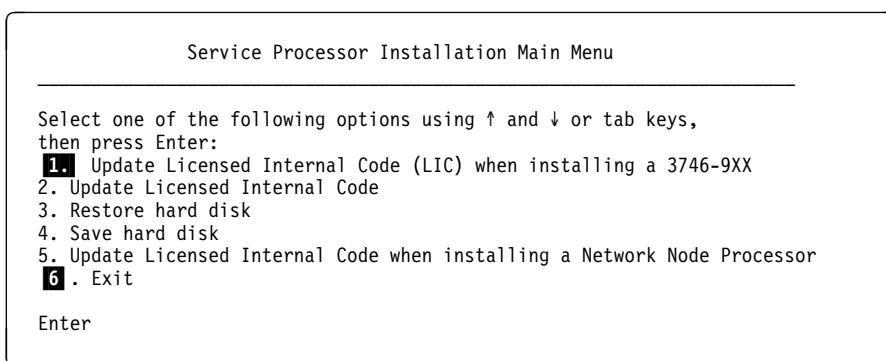 Service Processor Installation Main Menu
Select one of the following options using ↑ and ↓ or tab keys,
then press Enter:
1. Update Licensed Internal Code (LIC) when installing a 3746-9XX
2. Update Licensed Internal Code
3. Restore hard disk
4. Save hard disk
5. Update Licensed Internal Code when installing a Network Node Processor
6 . Exit
Enter